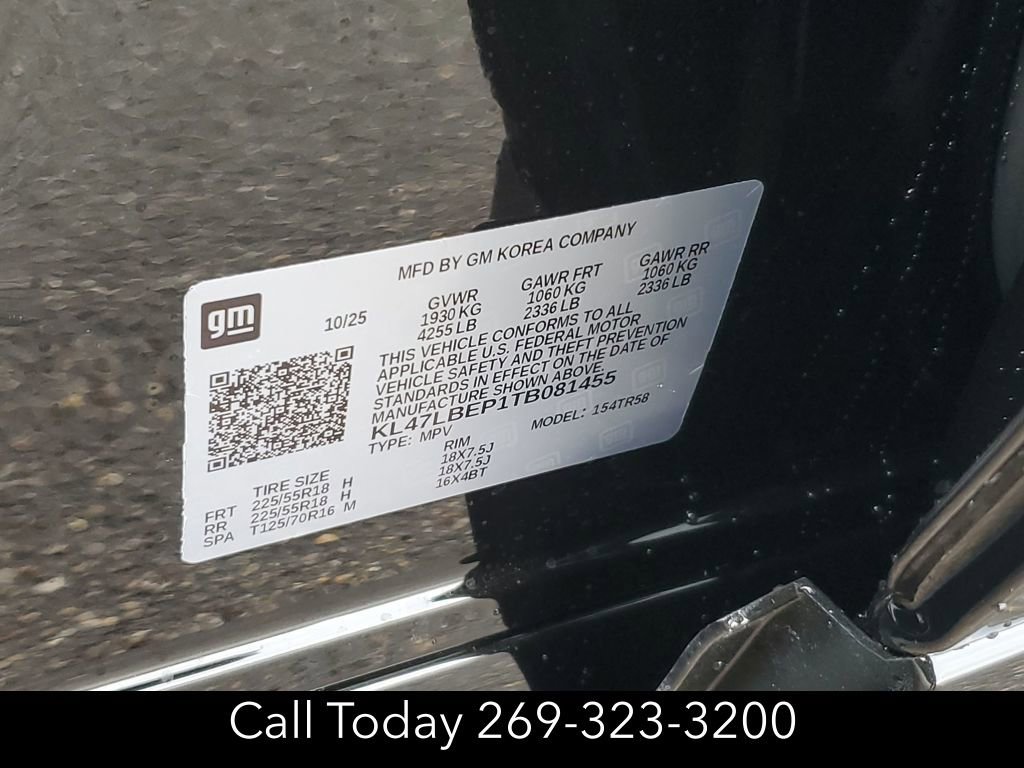 MFD BY GM KOREA COMPANY
gm
10/25
GVWR GAWR FRT GAWR RR
1930 KG 1060 KG 1060 KG
4255 LB 2336 LB 2336 LB
THIS VEHICLE CONFORMS TO ALL
APPLICABLE U.S. FEDERAL MOTOR
VEHICLE SAFETY AND THEFT PREVENTION
STANDARDS IN EFFECT ON THE DATE OF
MANUFACTURE SHOWN ABOVE.
KL47LBEP1TB081455
TYPE: MPV MODEL: 154TR58
TIRE SIZE RIM
FRT 225/55R18 H 18X7.5J
RR 225/55R18 H 18X7.5J
SPA T125/70R16 M 16X4BT
Call Today 269-323-3200